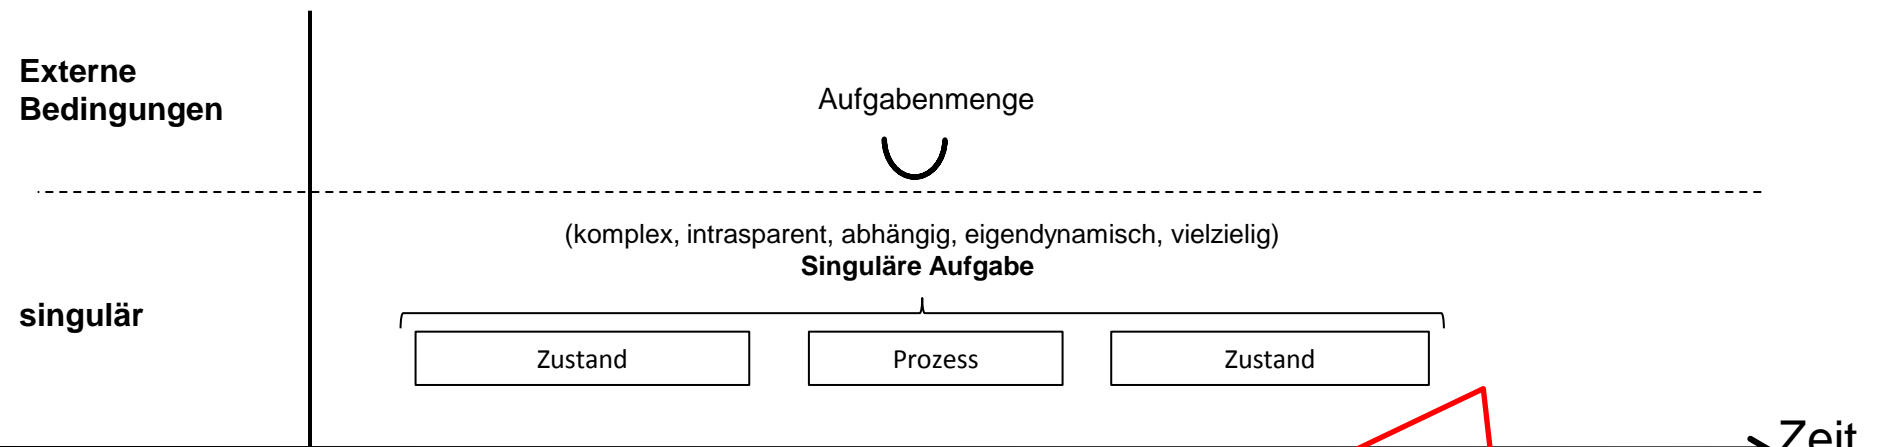 Externe
Bedingungen
Aufgabenmenge
(komplex, intrasparent, abhängig, eigendynamisch, vielzielig)
Singuläre Aufgabe
singulär
Zustand
Prozess
Zustand
Zeit